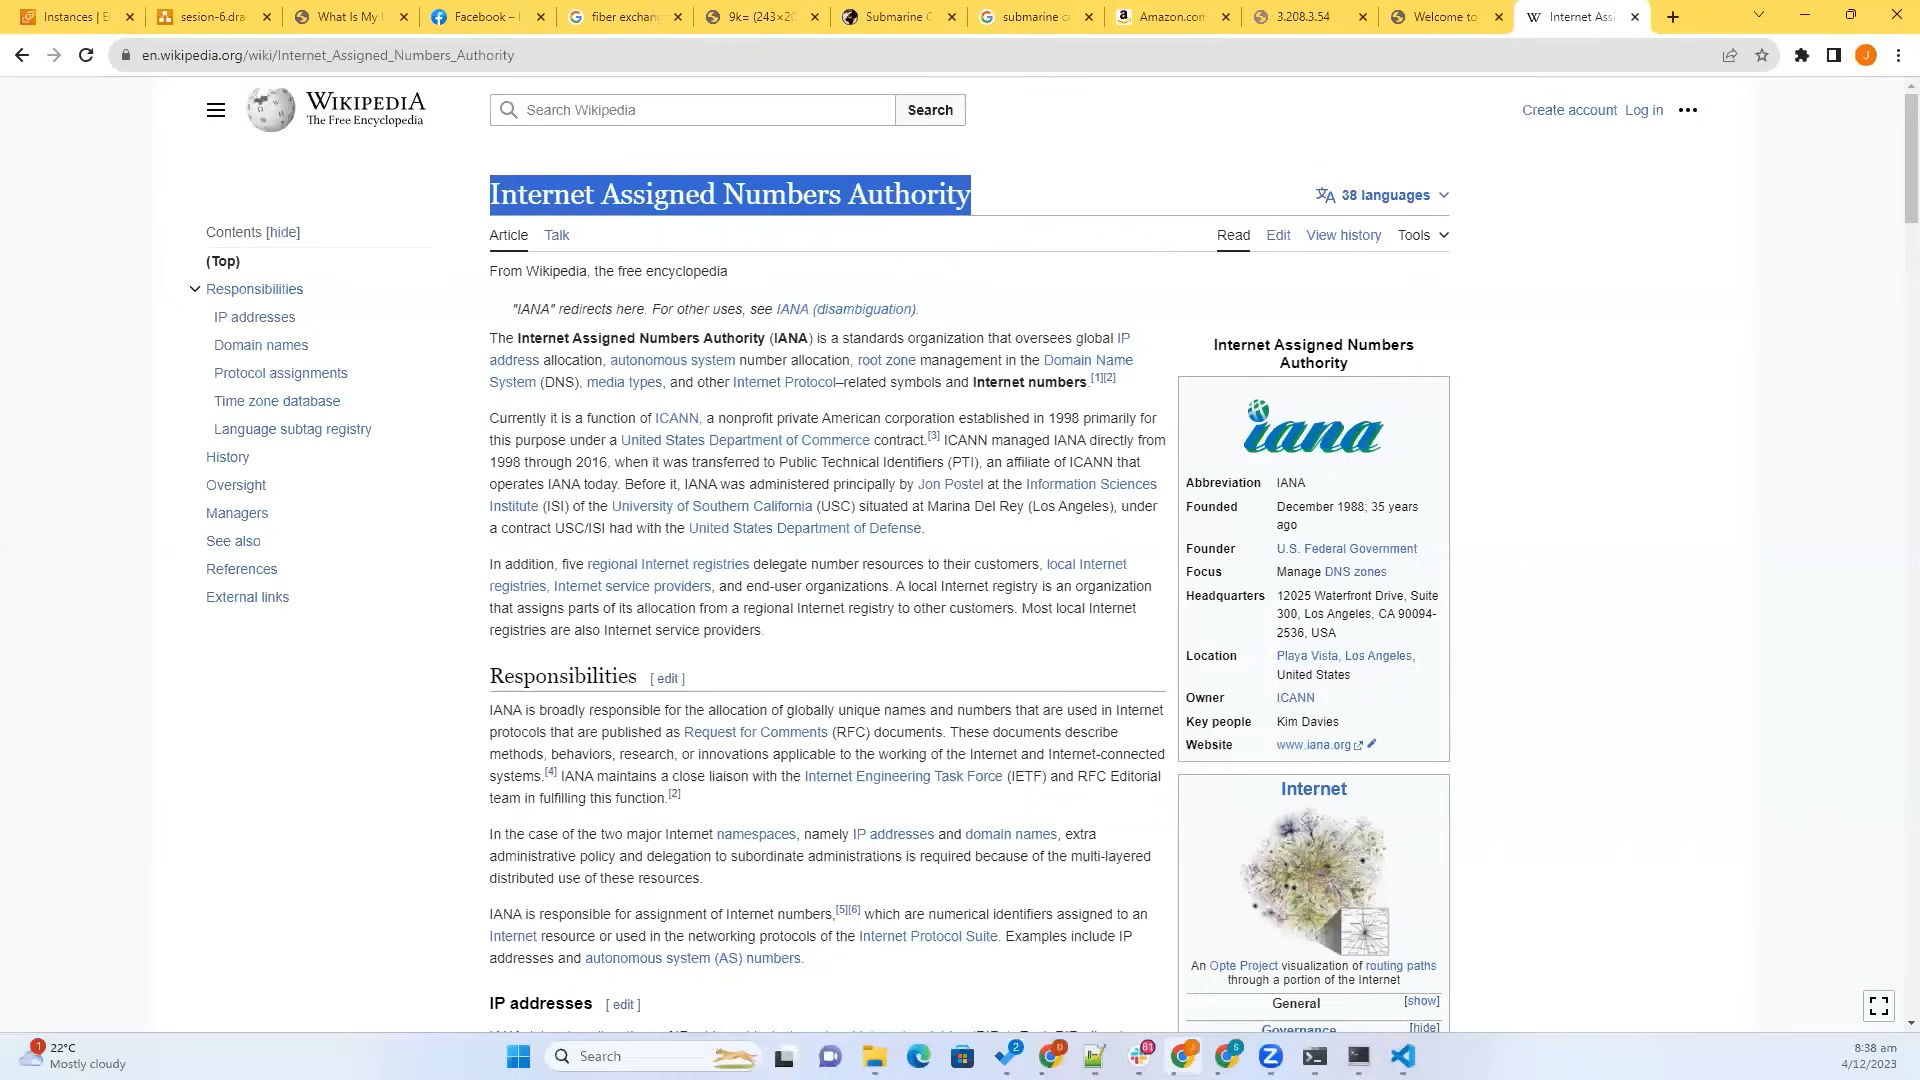 Instances | E
sesion-6.dra
What Is My I
Facebook – l
fiber exchan
9k= (243×20
Submarine C
submarine ca
Amazon.com
3.208.3.54
Welcome to
Internet Assi
en.wikipedia.org/wiki/Internet_Assigned_Numbers_Authority
J
WIKIPEDIA
The Free Encyclopedia
Search Wikipedia
Search
Create account Log in
Internet Assigned Numbers Authority
38 languages
Contents [hide]
(Top)
Responsibilities
IP addresses
Domain names
Protocol assignments
Time zone database
Language subtag registry
History
Oversight
Managers
See also
References
External links
Article Talk
Read Edit View history Tools
From Wikipedia, the free encyclopedia
"IANA" redirects here. For other uses, see IANA (disambiguation).
The Internet Assigned Numbers Authority (IANA) is a standards organization that oversees global IP
address allocation, autonomous system number allocation, root zone management in the Domain Name
System (DNS), media types, and other Internet Protocol–related symbols and Internet numbers.[1][2]
Currently it is a function of ICANN, a nonprofit private American corporation established in 1998 primarily for
this purpose under a United States Department of Commerce contract.[3] ICANN managed IANA directly from
1998 through 2016, when it was transferred to Public Technical Identifiers (PTI), an affiliate of ICANN that
operates IANA today. Before it, IANA was administered principally by Jon Postel at the Information Sciences
Institute (ISI) of the University of Southern California (USC) situated at Marina Del Rey (Los Angeles), under
a contract USC/ISI had with the United States Department of Defense.
In addition, five regional Internet registries delegate number resources to their customers, local Internet
registries, Internet service providers, and end-user organizations. A local Internet registry is an organization
that assigns parts of its allocation from a regional Internet registry to other customers. Most local Internet
registries are also Internet service providers.
Responsibilities [ edit ]
IANA is broadly responsible for the allocation of globally unique names and numbers that are used in Internet
protocols that are published as Request for Comments (RFC) documents. These documents describe
methods, behaviors, research, or innovations applicable to the working of the Internet and Internet-connected
systems.[4] IANA maintains a close liaison with the Internet Engineering Task Force (IETF) and RFC Editorial
team in fulfilling this function.[2]
In the case of the two major Internet namespaces, namely IP addresses and domain names, extra
administrative policy and delegation to subordinate administrations is required because of the multi-layered
distributed use of these resources.
IANA is responsible for assignment of Internet numbers,[5][6] which are numerical identifiers assigned to an
Internet resource or used in the networking protocols of the Internet Protocol Suite. Examples include IP
addresses and autonomous system (AS) numbers.
IP addresses [ edit ]
Internet Assigned Numbers
Authority
iana
Abbreviation IANA
Founded December 1988; 35 years
ago
Founder U.S. Federal Government
Focus Manage DNS zones
Headquarters 12025 Waterfront Drive, Suite
300, Los Angeles, CA 90094-
2536, USA
Location Playa Vista, Los Angeles,
United States
Owner ICANN
Key people Kim Davies
Website www.iana.org
Internet
An Opte Project visualization of routing paths
through a portion of the Internet
General [show]
Governance [hide]
1
22°C
Mostly cloudy
Search
2
D
81
J
S
8:38 am
4/12/2023